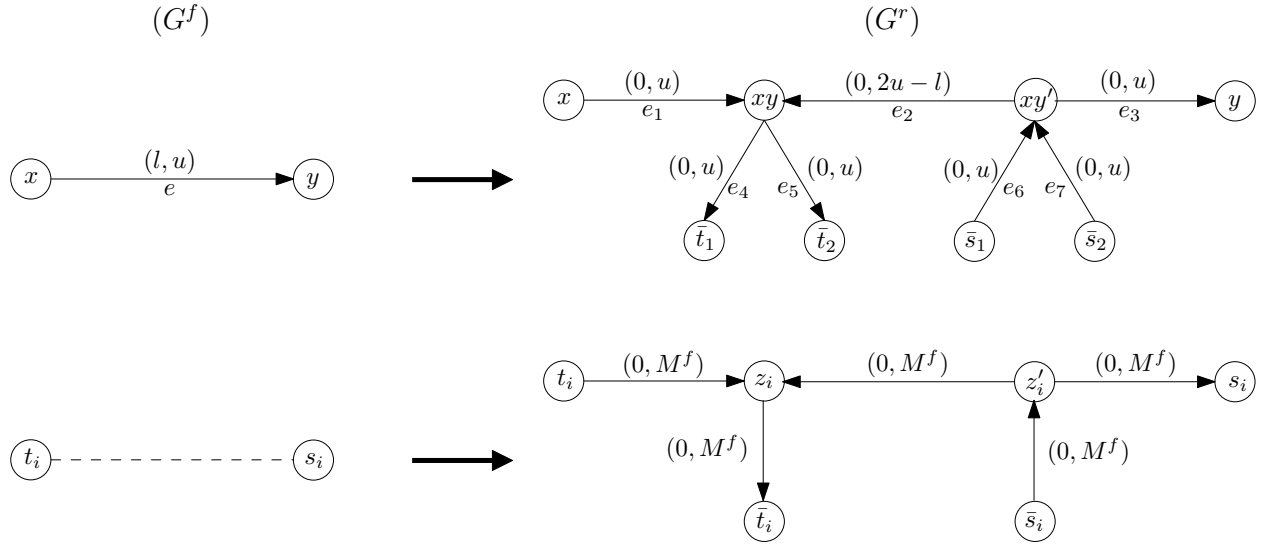 (G^f) (G^r)
(0, u) (0, 2u − l) (0, u)
x xy xy′ y
e_1 e_2 e_3
(l, u)
x y
e
(0, u) (0, u) (0, u) (0, u)
e_4 e_5 e_6 e_7
t̄_1 t̄_2 s̄_1 s̄_2
(0, M^f) (0, M^f) (0, M^f)
t_i z_i z′_i s_i
(0, M^f) (0, M^f)
t_i s_i
t̄_i s̄_i